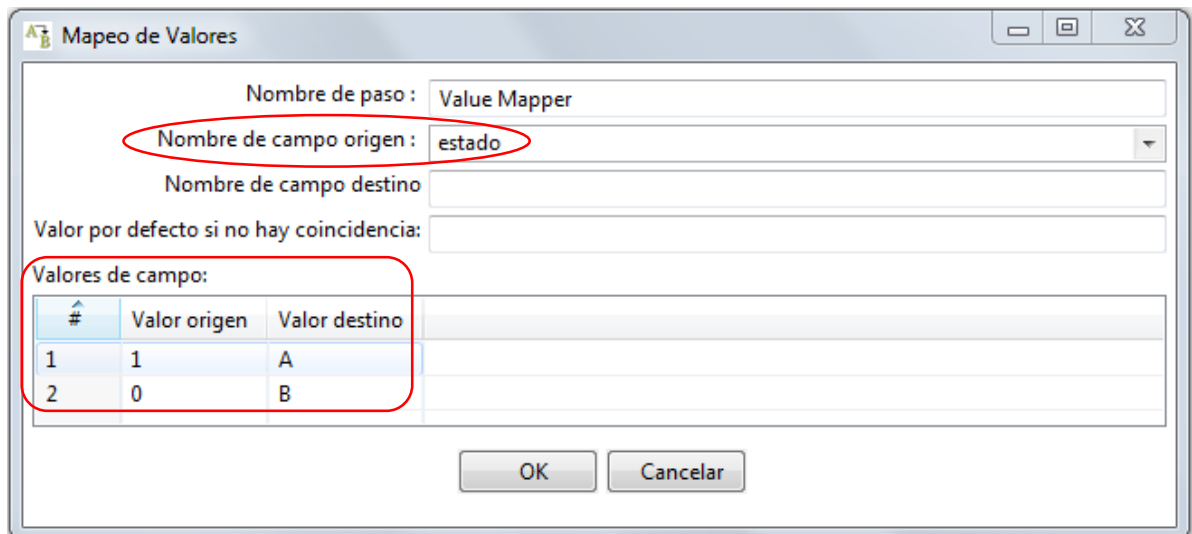 Mapeo de Valores
Nombre de paso : Value Mapper
Nombre de campo origen : estado
Nombre de campo destino
Valor por defecto si no hay coincidencia:
Valores de campo:
# Valor origen Valor destino
1 1 A
2 0 B
OK Cancelar